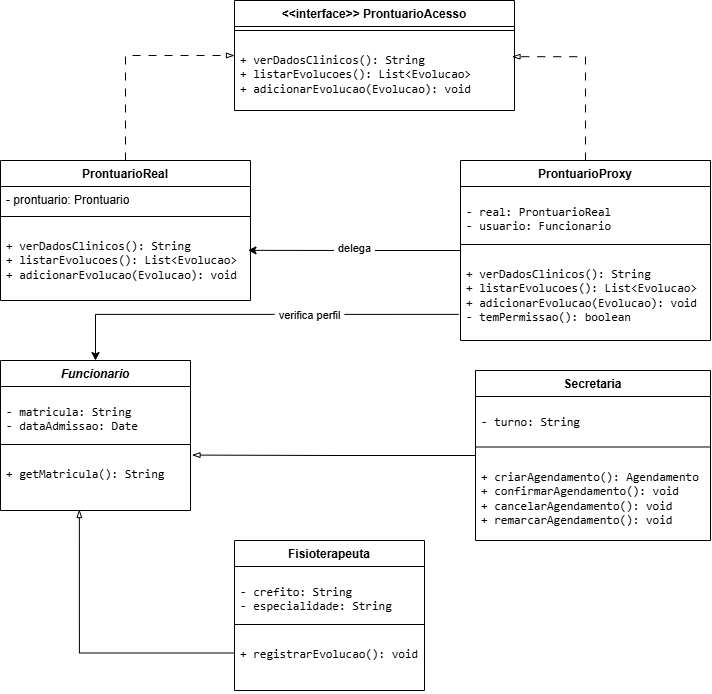 <<interface>> ProntuarioAcesso
+ verDadosClinicos(): String
+ listarEvolucoes(): List<Evolucao>
+ adicionarEvolucao(Evolucao): void
ProntuarioReal
- prontuario: Prontuario
+ verDadosClinicos(): String
+ listarEvolucoes(): List<Evolucao>
+ adicionarEvolucao(Evolucao): void
ProntuarioProxy
- real: ProntuarioReal
- usuario: Funcionario
+ verDadosClinicos(): String
+ listarEvolucoes(): List<Evolucao>
+ adicionarEvolucao(Evolucao): void
- temPermissao(): boolean
delega
verifica perfil
Funcionario
- matricula: String
- dataAdmissao: Date
+ getMatricula(): String
Secretaria
- turno: String
+ criarAgendamento(): Agendamento
+ confirmarAgendamento(): void
+ cancelarAgendamento(): void
+ remarcarAgendamento(): void
Fisioterapeuta
- crefito: String
- especialidade: String
+ registrarEvolucao(): void